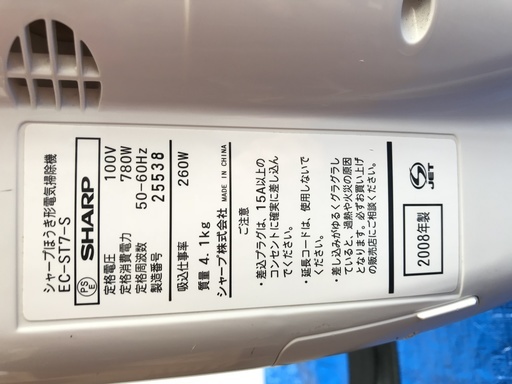 シャープほうき形電気掃除機
EC-ST7-S
PSE SHARP
定格電圧 100V
定格消費電力 780W
定格周波数 50-60Hz
製造番号 25538
吸込仕事率 260W
質量 4.1kg
シャープ株式会社 MADE IN CHINA
ご注意
・差込プラグは、15A以上の
コンセントに確実に差し込ん
でください。
・延長コードは、使用しないで
ください。
・差し込みがゆるくグラグラし
ていると、過熱や火災の原因
となります。必ずお買い上げ
の販売店にご相談ください。
S JET
2008年製